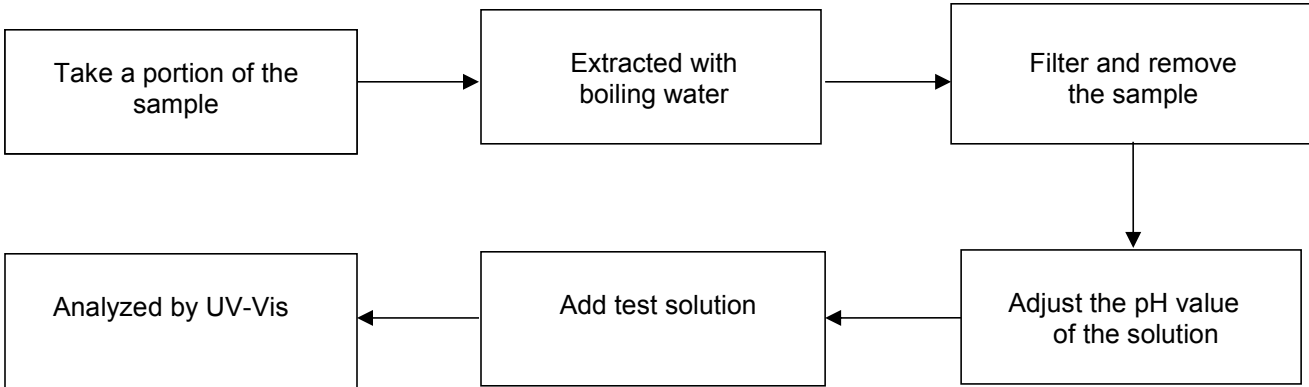 Take a portion of the
sample
Extracted with
boiling water
Filter and remove
the sample
Adjust the pH value
of the solution
Add test solution
Analyzed by UV-Vis